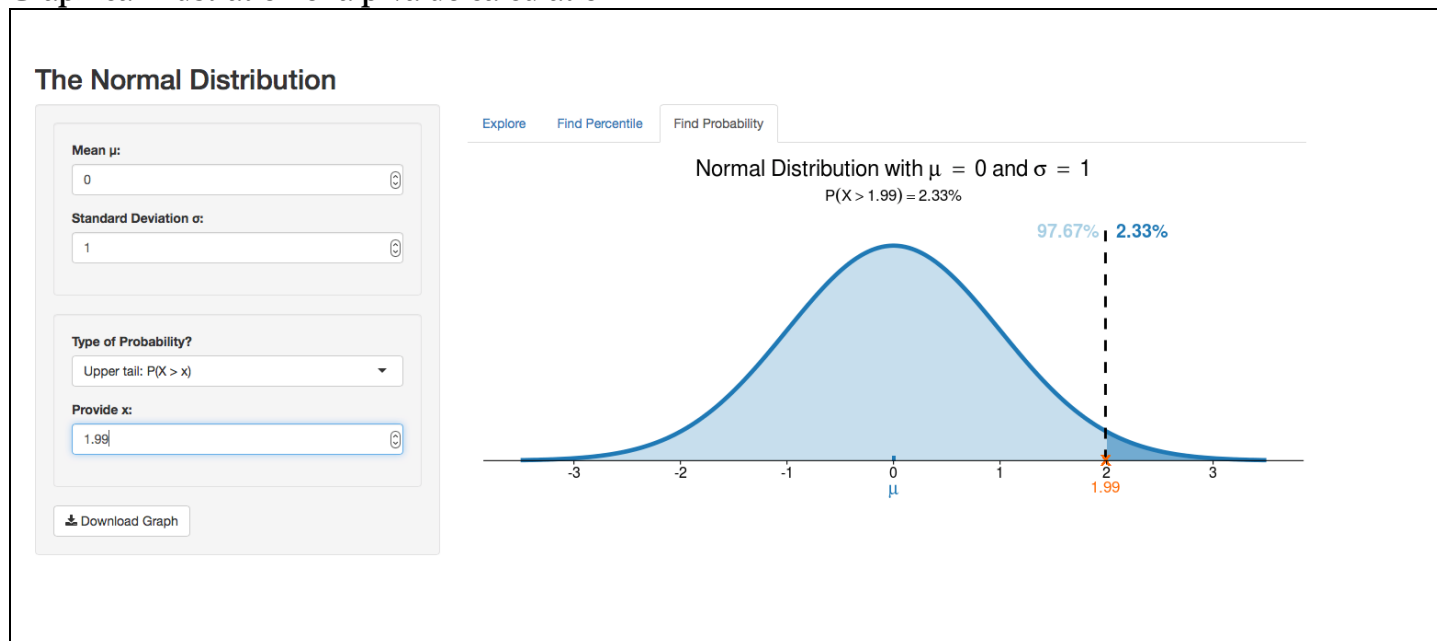 The Normal Distribution
Mean μ:
0
Standard Deviation σ:
1
Type of Probability?
Upper tail: P(X > x)
Provide x:
1.99
Download Graph
Explore Find Percentile Find Probability
Normal Distribution with μ = 0 and σ = 1
P(X > 1.99) = 2.33%
97.67% 2.33%
-3 -2 -1 0 1 2 3
μ 1.99